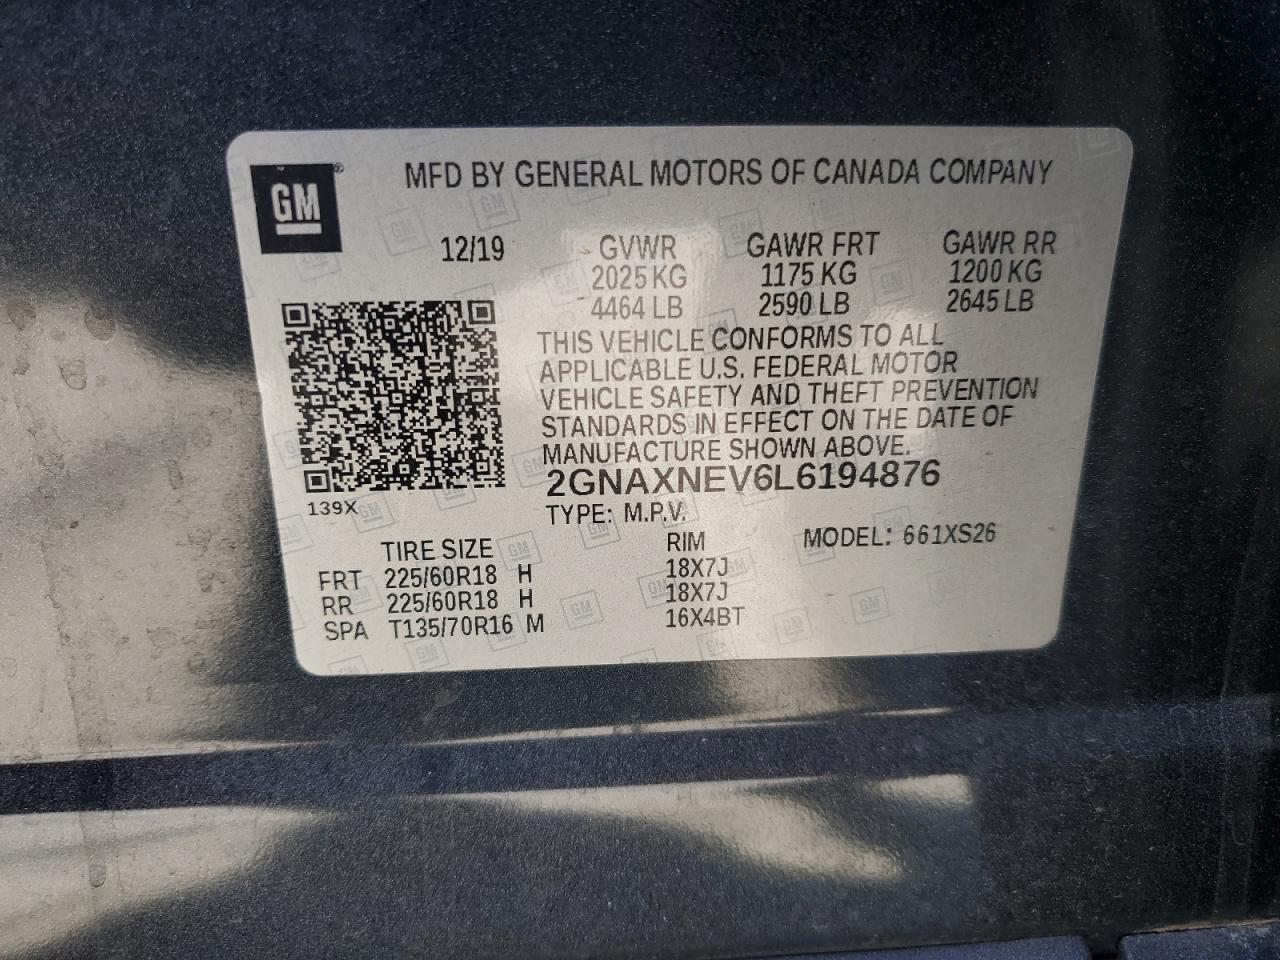 GM ®
MFD BY GENERAL MOTORS OF CANADA COMPANY
12/19 GVWR GAWR FRT GAWR RR
2025 KG 1175 KG 1200 KG
4464 LB 2590 LB 2645 LB
THIS VEHICLE CONFORMS TO ALL
APPLICABLE U.S. FEDERAL MOTOR
VEHICLE SAFETY AND THEFT PREVENTION
STANDARDS IN EFFECT ON THE DATE OF
MANUFACTURE SHOWN ABOVE.
2GNAXNEV6L6194876
139X
TYPE: M.P.V.
TIRE SIZE RIM MODEL: 661XS26
FRT 225/60R18 H 18X7J
RR 225/60R18 H 18X7J
SPA T135/70R16 M 16X4BT